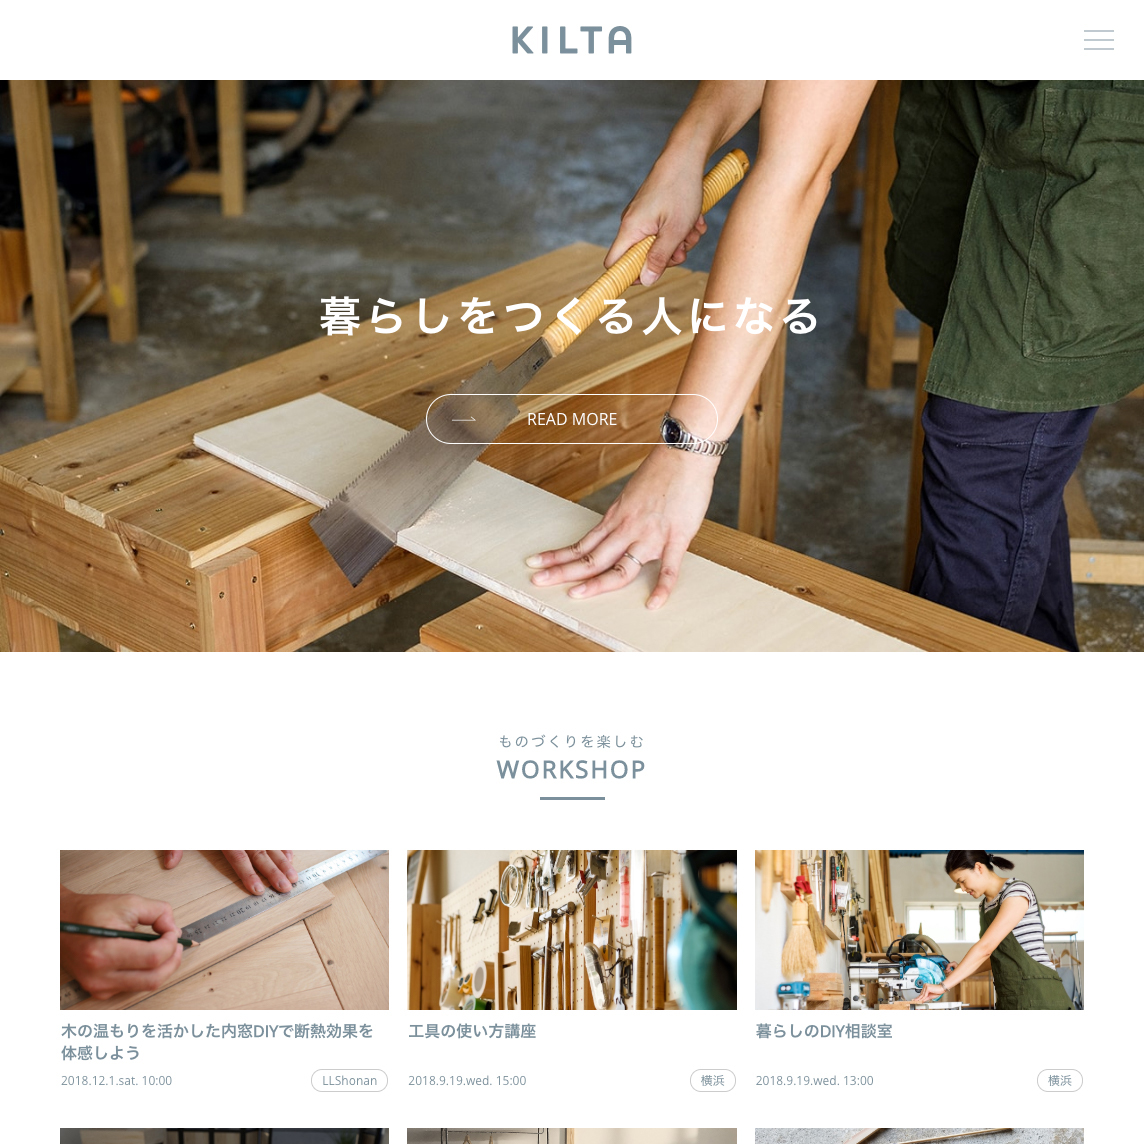 KILTA
暮らしをつくる人になる
READ MORE
ものづくりを楽しむ
WORKSHOP
木の温もりを活かした内窓DIYで断熱効果を
体感しよう
2018.12.1.sat. 10:00
LLShonan
工具の使い方講座
2018.9.19.wed. 15:00
横浜
暮らしのDIY相談室
2018.9.19.wed. 13:00
横浜